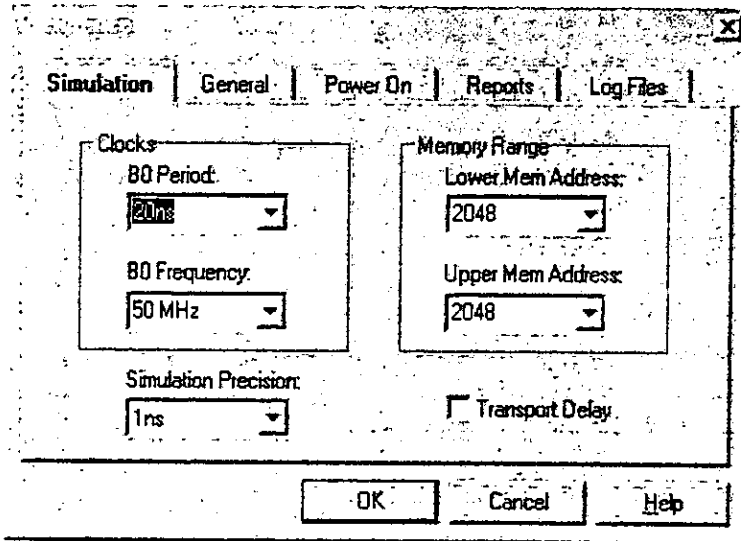 Simulation General Power On Reports Log Files
Clocks
B0 Period:
20ns
B0 Frequency:
50 MHz
Simulation Precision:
1ns
Memory Range
Lower Mem Address:
2048
Upper Mem Address:
2048
Transport Delay
OK Cancel Help